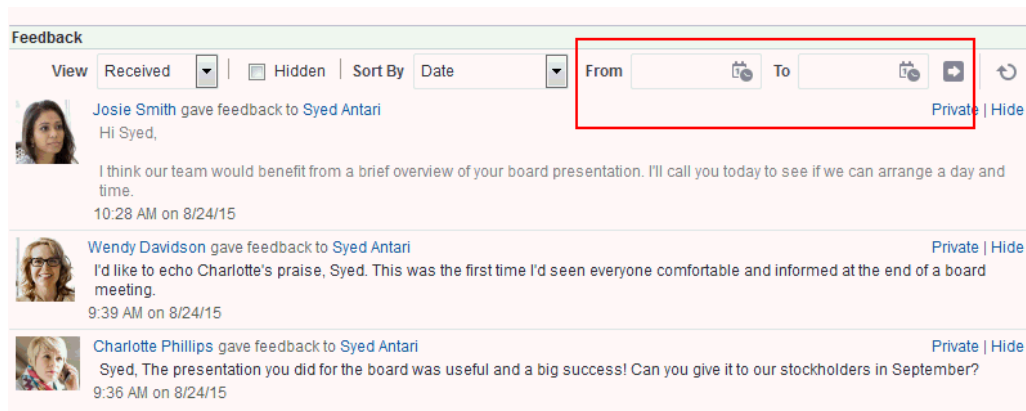 Feedback
View Received Hidden Sort By Date From To
Josie Smith gave feedback to Syed Antari Private | Hide
Hi Syed,
I think our team would benefit from a brief overview of your board presentation. I'll call you today to see if we can arrange a day and
time.
10:28 AM on 8/24/15
Wendy Davidson gave feedback to Syed Antari Private | Hide
I'd like to echo Charlotte's praise, Syed. This was the first time I'd seen everyone comfortable and informed at the end of a board
meeting.
9:39 AM on 8/24/15
Charlotte Phillips gave feedback to Syed Antari Private | Hide
Syed, The presentation you did for the board was useful and a big success! Can you give it to our stockholders in September?
9:36 AM on 8/24/15